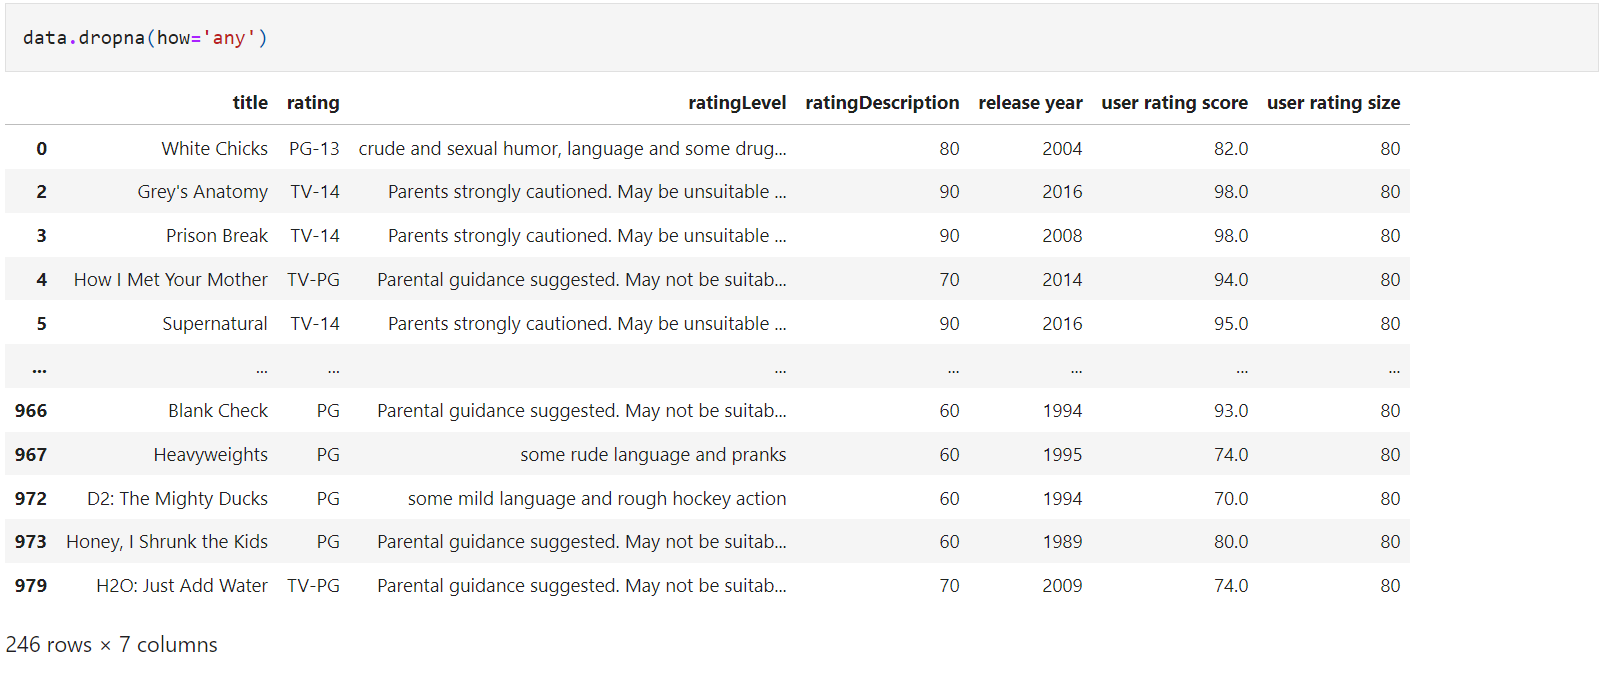 data.dropna(how='any')
title rating ratingLevel ratingDescription release year user rating score user rating size
0 White Chicks PG-13 crude and sexual humor, language and some drug... 80 2004 82.0 80
2 Grey's Anatomy TV-14 Parents strongly cautioned. May be unsuitable ... 90 2016 98.0 80
3 Prison Break TV-14 Parents strongly cautioned. May be unsuitable ... 90 2008 98.0 80
4 How I Met Your Mother TV-PG Parental guidance suggested. May not be suitab... 70 2014 94.0 80
5 Supernatural TV-14 Parents strongly cautioned. May be unsuitable ... 90 2016 95.0 80
... ... ... ... ... ... ... ...
966 Blank Check PG Parental guidance suggested. May not be suitab... 60 1994 93.0 80
967 Heavyweights PG some rude language and pranks 60 1995 74.0 80
972 D2: The Mighty Ducks PG some mild language and rough hockey action 60 1994 70.0 80
973 Honey, I Shrunk the Kids PG Parental guidance suggested. May not be suitab... 60 1989 80.0 80
979 H2O: Just Add Water TV-PG Parental guidance suggested. May not be suitab... 70 2009 74.0 80
246 rows × 7 columns